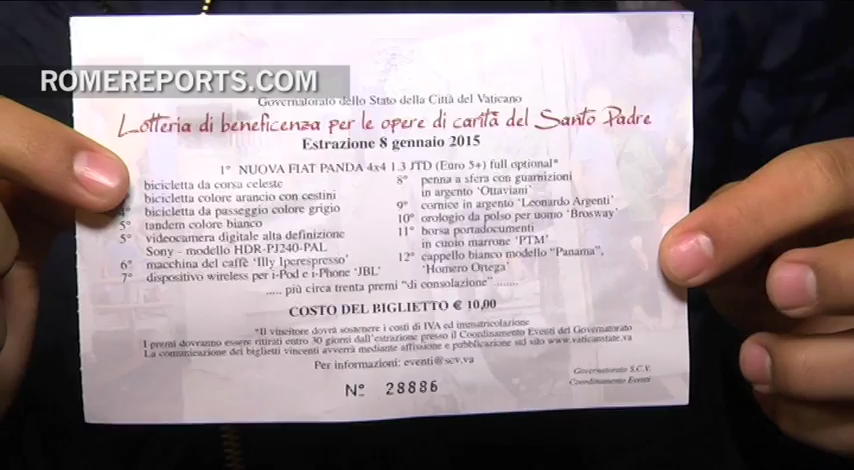 ROMEREPORTS.COM
Governatorato dello Stato della Città del Vaticano
Lotteria di beneficenza per le opere di carità del Santo Padre
Estrazione 8 gennaio 2015
1° NUOVA FIAT PANDA 4x4 1.3 JTD (Euro 5+) full optional*
bicicletta da corsa celeste
bicicletta colore arancio con cestini
4° bicicletta da passeggio colore grigio
5° tandem colore bianco
5° videocamera digitale alta definizione
Sony - modello HDR-PJ240-PAL
6° macchina del caffè 'Illy Iperespresso'
7° dispositivo wireless per i-Pod e i-Phone 'JBL'
8° penna a sfera con guarnizioni
in argento 'Ottaviani'
9° cornice in argento 'Leonardo Argenti'
10° orologio da polso per uomo 'Brosway'
11° borsa portadocumenti
in cuoio marrone 'PTM'
12° cappello bianco modello "Panama",
'Homero Ortega'
..... più circa trenta premi "di consolazione" ........
COSTO DEL BIGLIETTO € 10,00
*Il vincitore dovrà sostenere i costi di IVA ed immatricolazione
I premi dovranno essere ritirati entro 30 giorni dall'estrazione presso il Coordinamento Eventi del Governatorato
La comunicazione dei biglietti vincenti avverrà mediante affissione e pubblicazione sul sito www.vaticanstate.va
Per informazioni: eventi@scv.va
Governatorato S.C.V.
Coordinamento Eventi
N° 28886